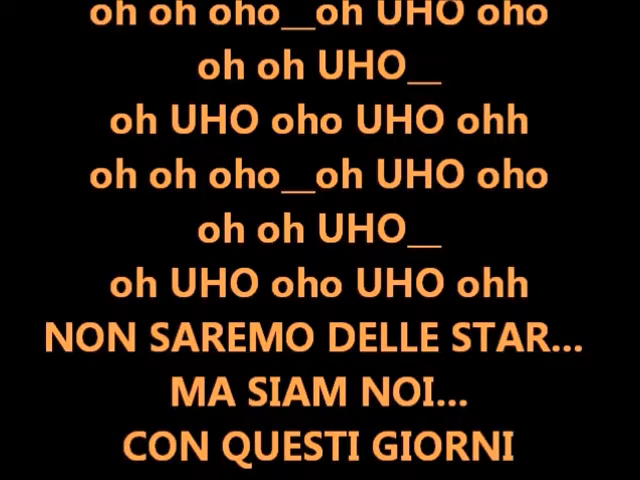 oh oh oho__oh UHO oho
oh oh UHO__
oh UHO oho UHO ohh
oh oh oho__oh UHO oho
oh oh UHO__
oh UHO oho UHO ohh
NON SAREMO DELLE STAR...
MA SIAM NOI...
CON QUESTI GIORNI